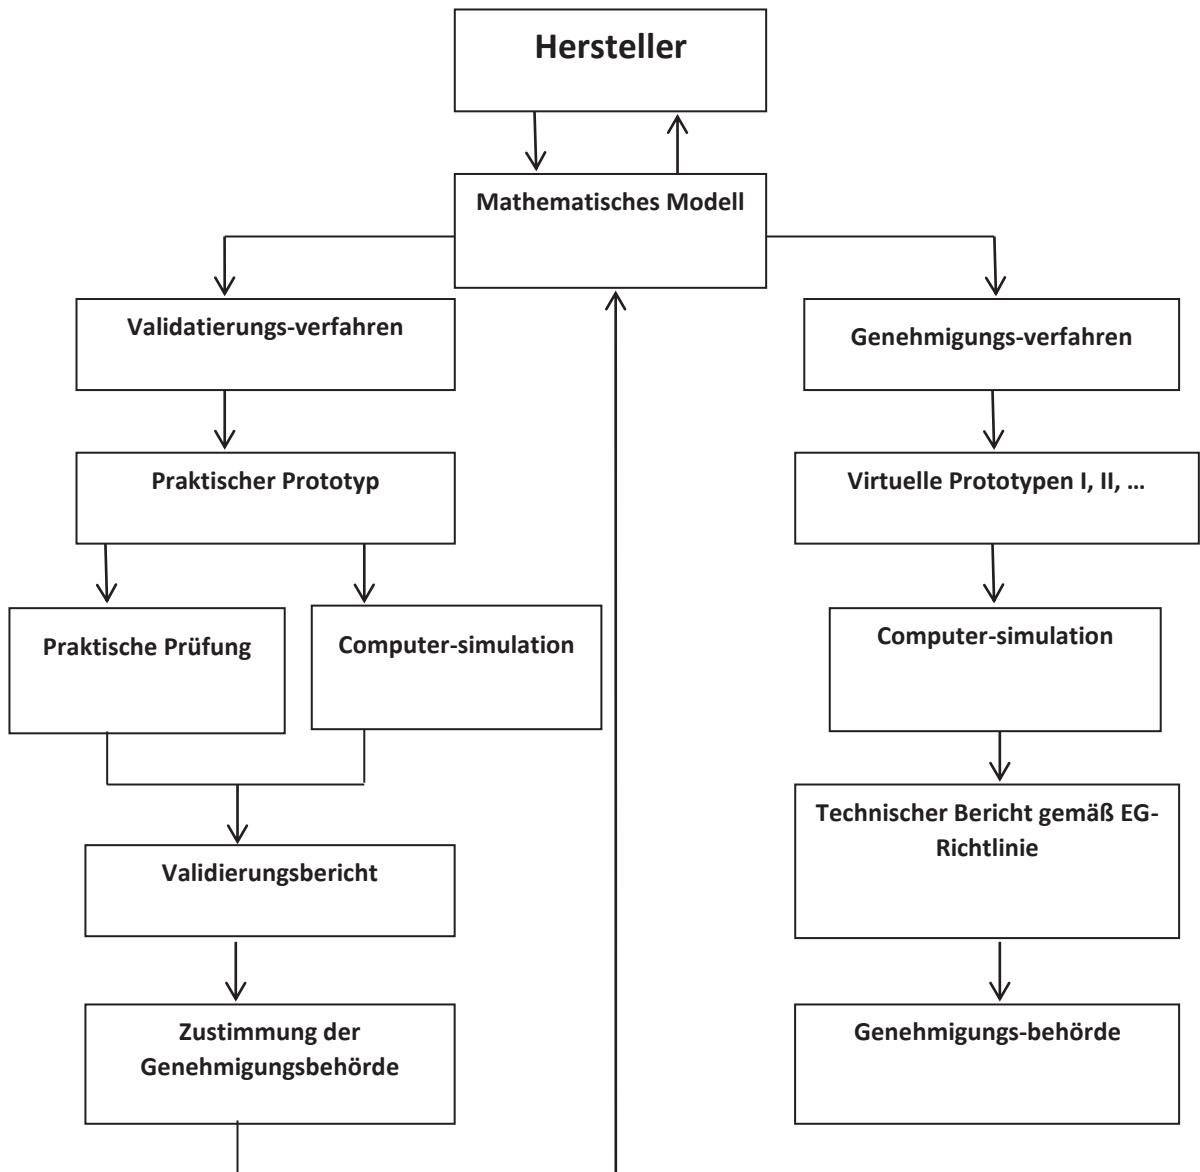 Hersteller
Mathematisches Modell
Validatierungs-verfahren
Genehmigungs-verfahren
Praktischer Prototyp
Virtuelle Prototypen I, II, …
Praktische Prüfung
Computer-simulation
Computer-simulation
Technischer Bericht gemäß EG-
Richtlinie
Validierungsbericht
Zustimmung der
Genehmigungsbehörde
Genehmigungs-behörde